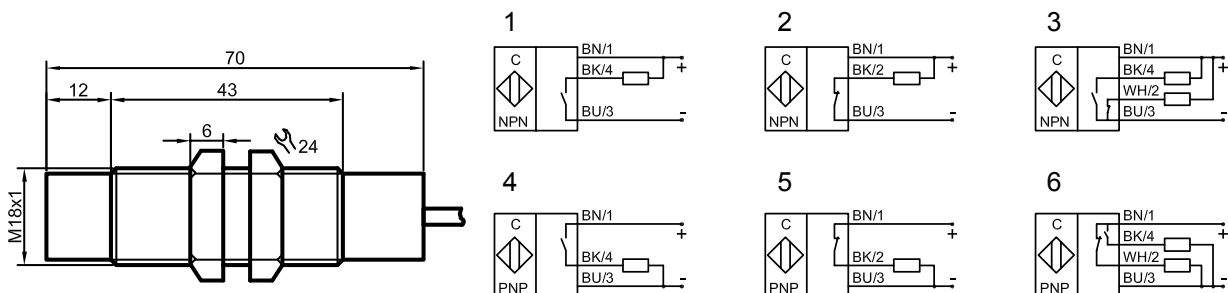 70
12
43
6
24
M18x1
1
C
NPN
BN/1
BK/4
BU/3
+
-
2
C
NPN
BN/1
BK/2
BU/3
+
-
3
C
NPN
BN/1
BK/4
WH/2
BU/3
+
-
4
C
PNP
BN/1
BK/4
BU/3
+
-
5
C
PNP
BN/1
BK/2
BU/3
+
-
6
C
PNP
BN/1
BK/4
WH/2
BU/3
+
-